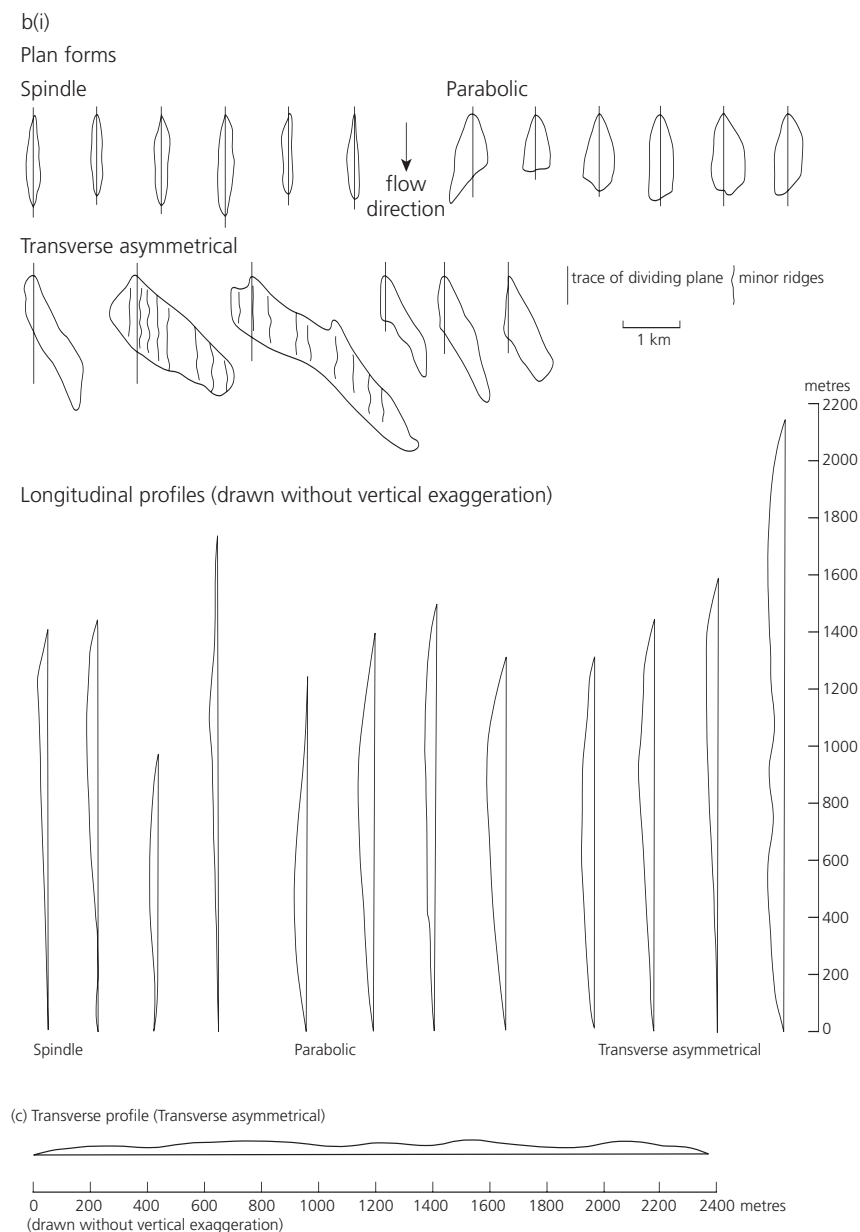 b(i)
Plan forms
Spindle
Parabolic
flow
direction
Transverse asymmetrical
trace of dividing plane
minor ridges
1 km
metres
2200
2000
1800
1600
1400
1200
1000
800
600
400
200
0
Longitudinal profiles (drawn without vertical exaggeration)
Spindle
Parabolic
Transverse asymmetrical
(c) Transverse profile (Transverse asymmetrical)
0 200 400 600 800 1000 1200 1400 1600 1800 2000 2200 2400 metres
(drawn without vertical exaggeration)